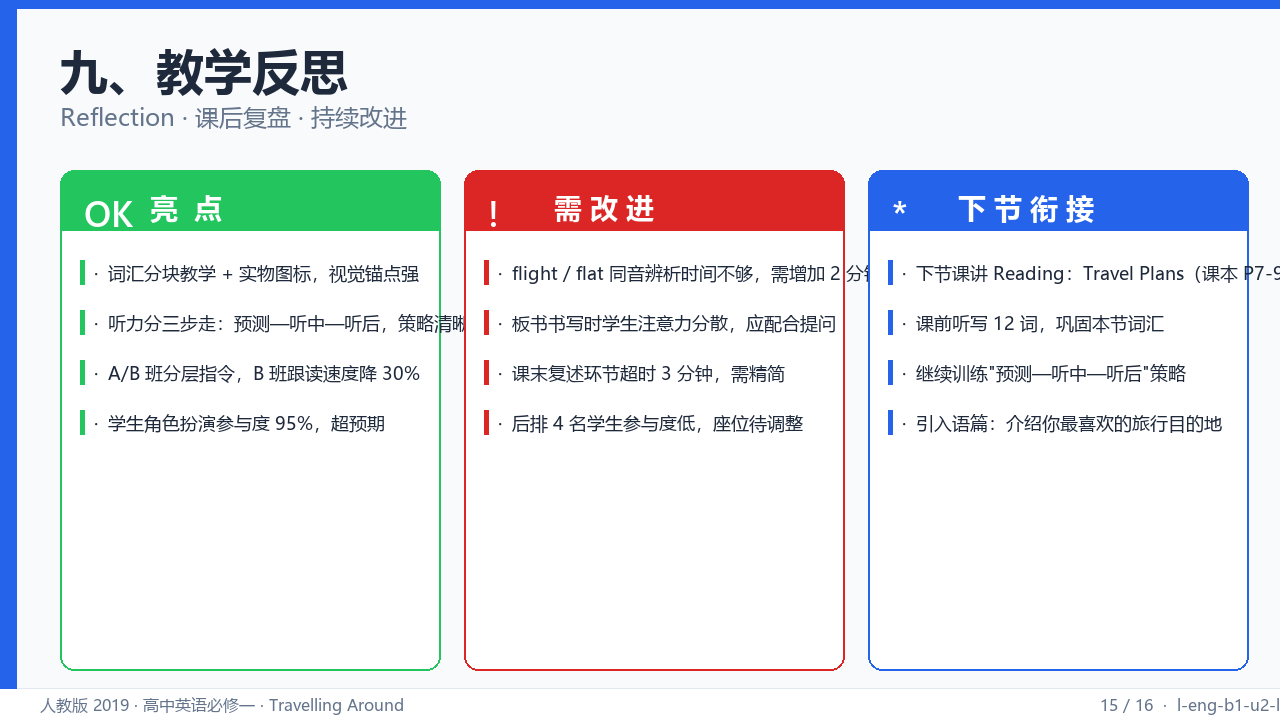 九、教学反思
Reflection · 课后复盘 · 持续改进
OK 亮 点
· 词汇分块教学 + 实物图标，视觉锚点强
· 听力分三步走：预测—听中—听后，策略清晰
· A/B 班分层指令，B 班跟读速度降 30%
· 学生角色扮演参与度 95%，超预期
! 需 改 进
· flight / flat 同音辨析时间不够，需增加 2 分
· 板书书写时学生注意力分散，应配合提问
· 课末复述环节超时 3 分钟，需精简
· 后排 4 名学生参与度低，座位待调整
* 下 节 衔 接
· 下节课讲 Reading：Travel Plans（课本 P7-9
· 课前听写 12 词，巩固本节词汇
· 继续训练"预测—听中—听后"策略
· 引入语篇：介绍你最喜欢的旅行目的地
人教版 2019 · 高中英语必修一 · Travelling Around
15 / 16 · l-eng-b1-u2-l